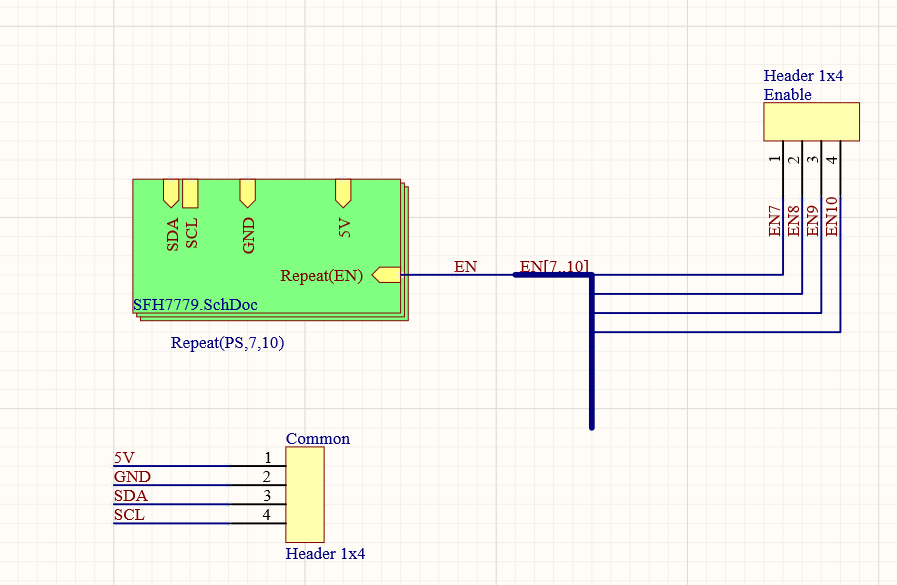 Header 1x4
Enable
1
2
3
4
EN7
EN8
EN9
EN10
SDA
SCL
GND
5V
Repeat(EN)
EN
EN[7..10]
SFH7779.SchDoc
Repeat(PS,7,10)
Common
5V 1
GND 2
SDA 3
SCL 4
Header 1x4